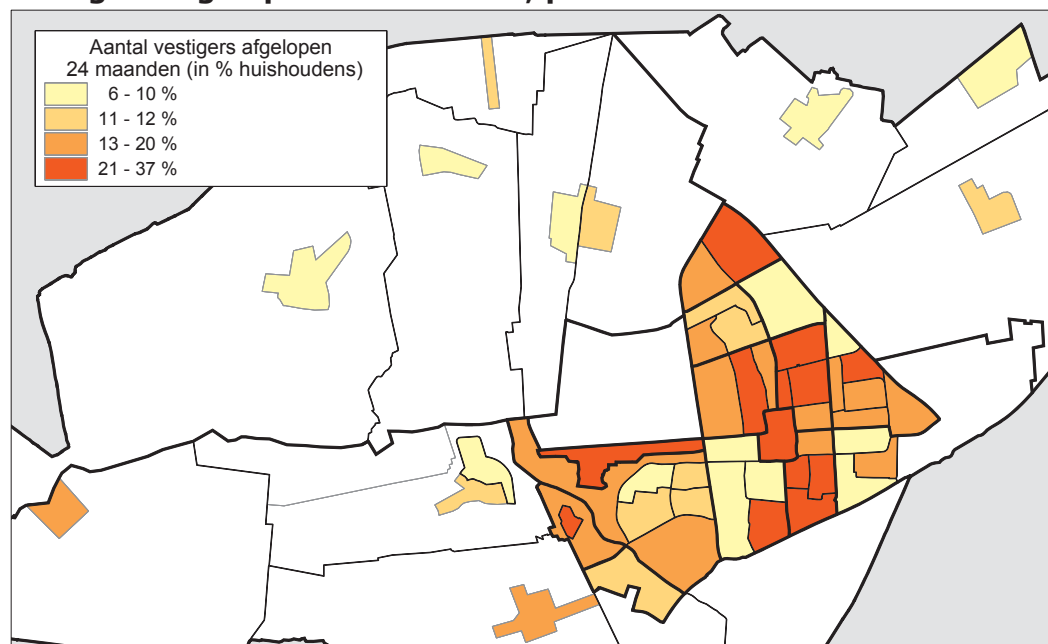 Aantal vestigers afgelopen
24 maanden (in % huishoudens)
6 - 10 %
11 - 12 %
13 - 20 %
21 - 37 %